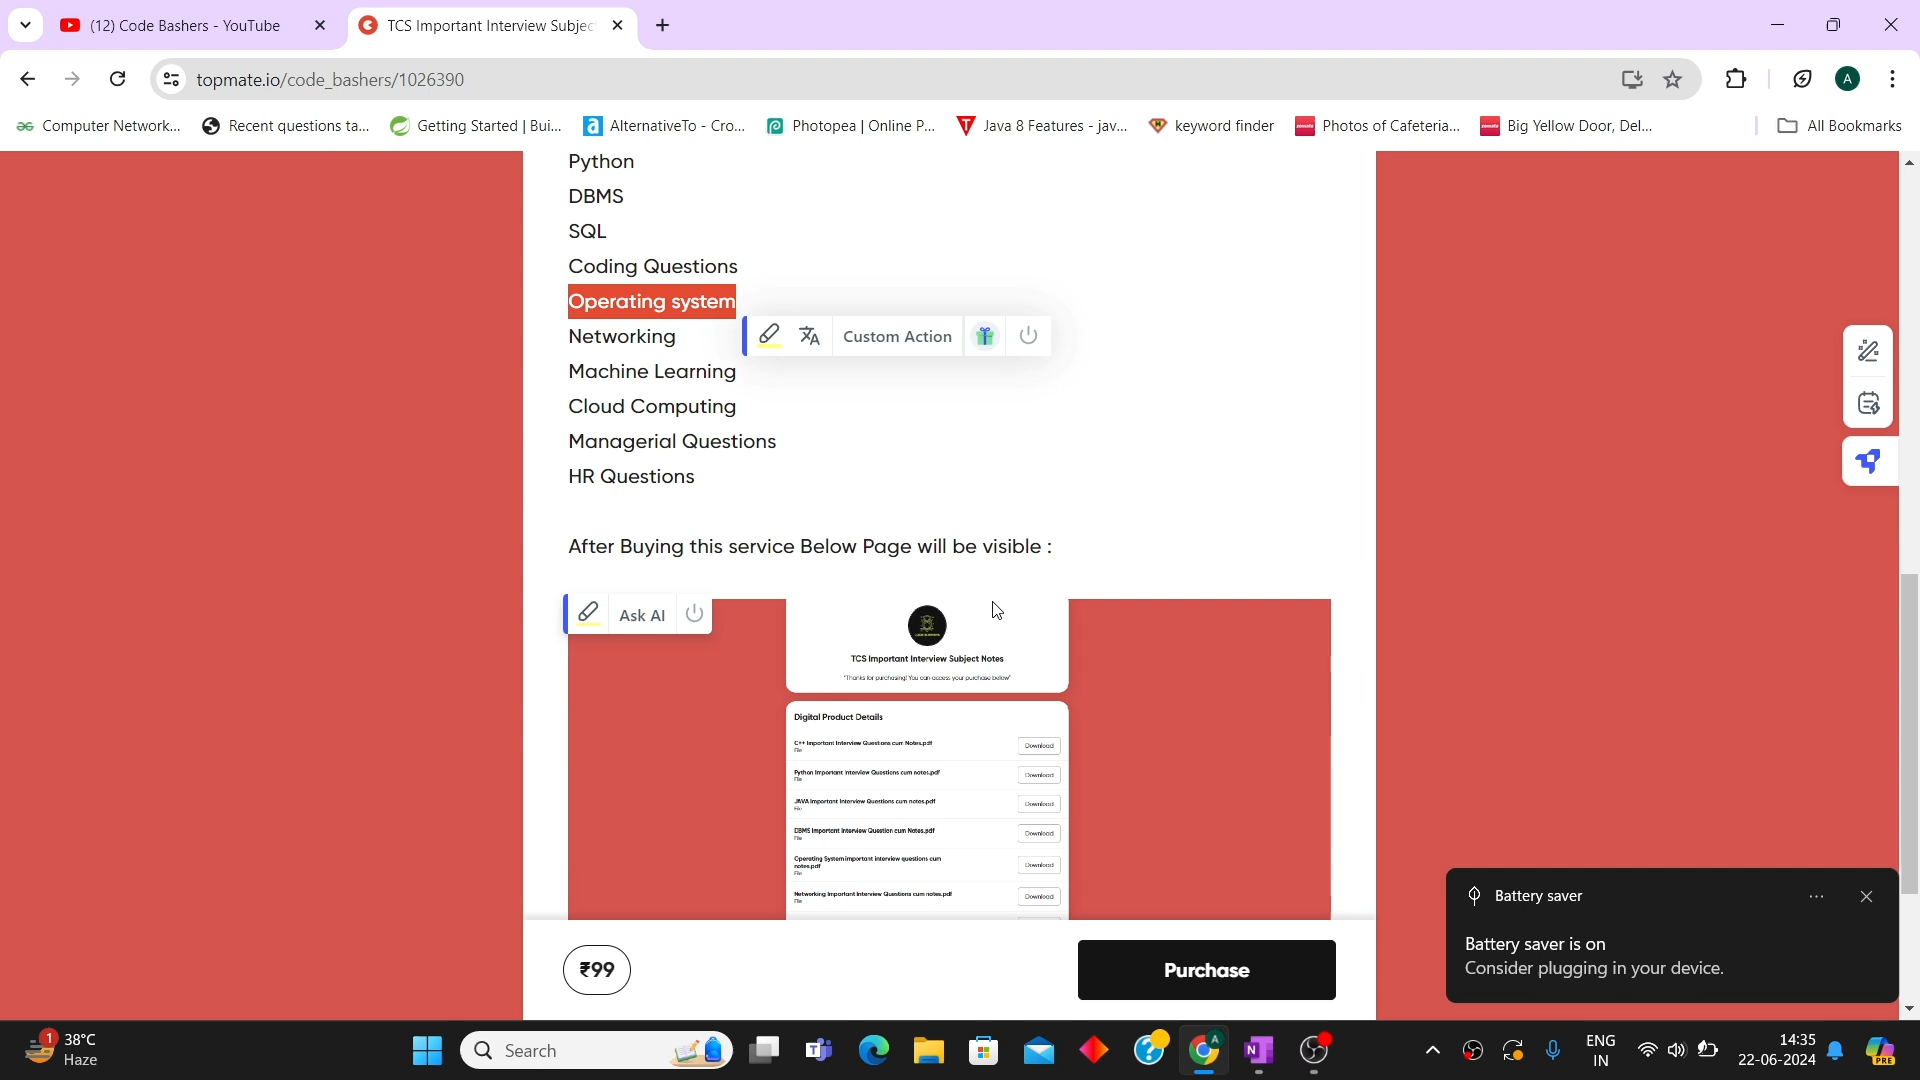 (12) Code Bashers - YouTube
TCS Important Interview Subjec
topmate.io/code_bashers/1026390
Computer Network...
Recent questions ta...
Getting Started | Bui...
AlternativeTo - Cro...
Photopea | Online P...
Java 8 Features - jav...
keyword finder
Photos of Cafeteria...
Big Yellow Door, Del...
All Bookmarks
Python
DBMS
SQL
Coding Questions
Operating system
Networking
Custom Action
Machine Learning
Cloud Computing
Managerial Questions
HR Questions
After Buying this service Below Page will be visible :
Ask AI
TCS Important Interview Subject Notes
"Thanks for purchasing! You can access your purchase below"
Digital Product Details
C++ Important Interview Questions cum Notes.pdf
File
Download
Python Important Interview Questions cum notes.pdf
File
Download
JAVA Important Interview Questions cum notes.pdf
File
Download
DBMS Important Interview Question cum Notes.pdf
File
Download
Operating System important interview questions cum
notes.pdf
File
Download
Networking Important Interview Questions cum notes.pdf
File
Download
₹99
Purchase
Battery saver
Battery saver is on
Consider plugging in your device.
1
38°C
Haze
Search
ENG
IN
14:35
22-06-2024
PRE
A